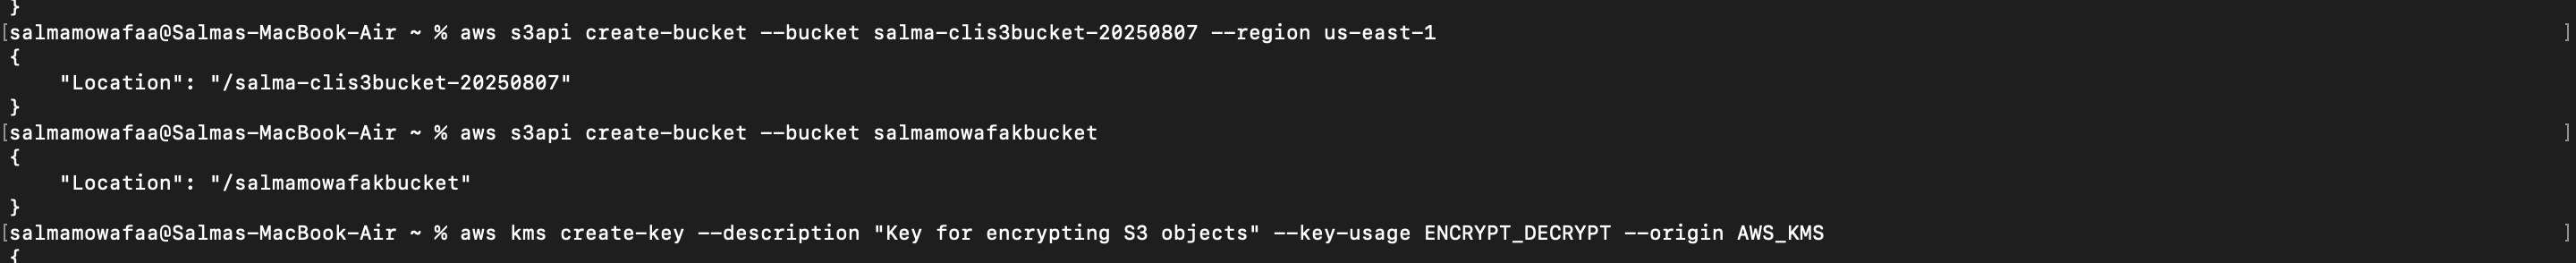 }
[salmamowafaa@Salmas-MacBook-Air ~ % aws s3api create-bucket --bucket salma-clis3bucket-20250807 --region us-east-1 ]
{
    "Location": "/salma-clis3bucket-20250807"
}
[salmamowafaa@Salmas-MacBook-Air ~ % aws s3api create-bucket --bucket salmamowafakbucket ]
{
    "Location": "/salmamowafakbucket"
}
[salmamowafaa@Salmas-MacBook-Air ~ % aws kms create-key --description "Key for encrypting S3 objects" --key-usage ENCRYPT_DECRYPT --origin AWS_KMS ]
{